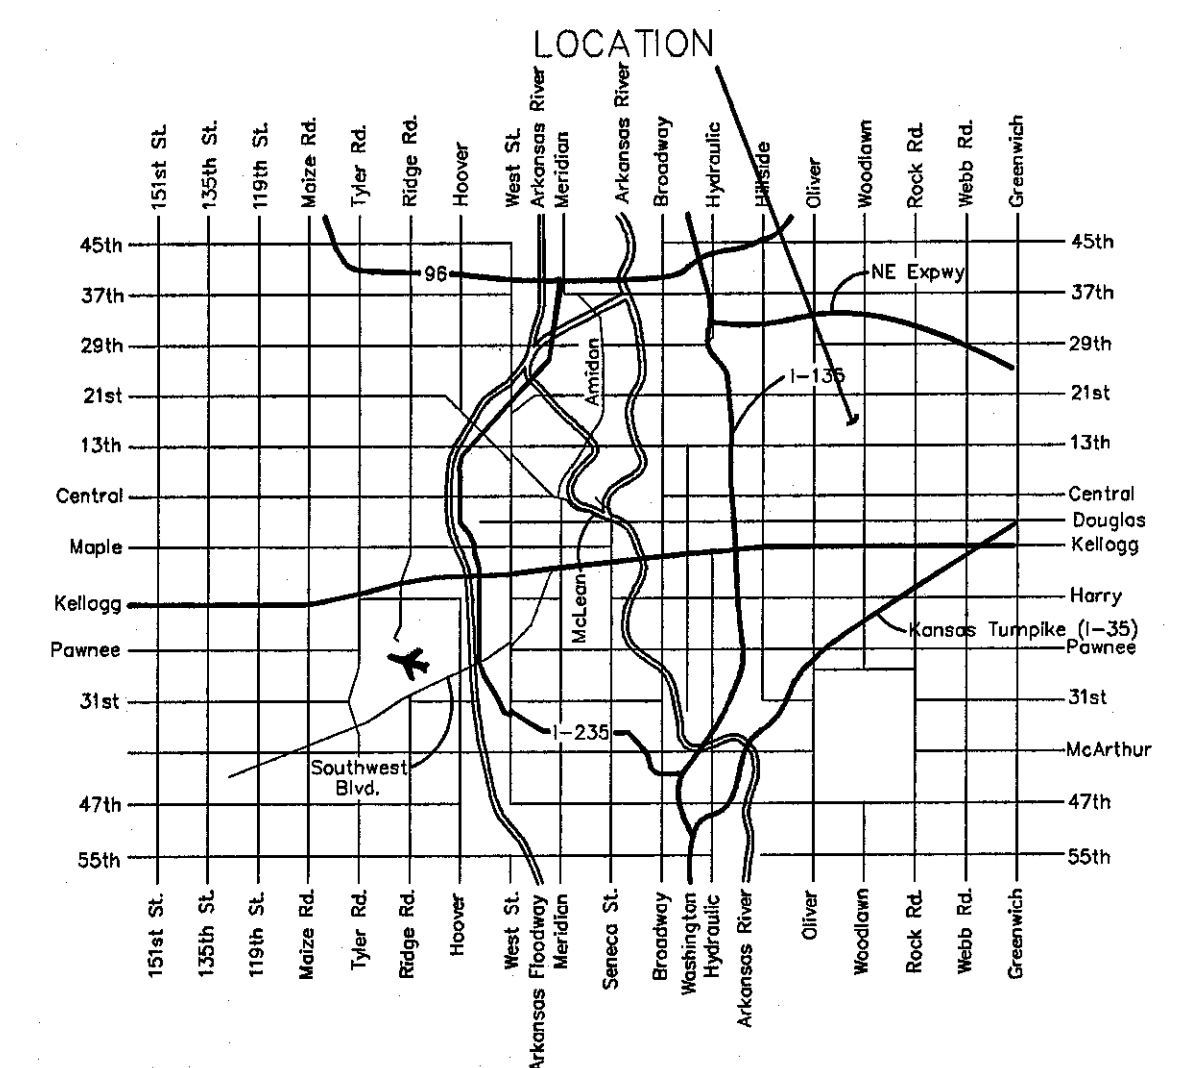 LOCATION
151st St.
135th St.
119th St.
Maize Rd.
Tyler Rd.
Ridge Rd.
Hoover
West St.
Arkansas River
Meridian
Arkansas River
Broadway
Hydraulic
Hillside
Oliver
Woodlawn
Rock Rd.
Webb Rd.
Greenwich
45th
45th
96
NE Expwy
37th
37th
29th
29th
Amidon
I-135
21st
21st
13th
13th
Central
Central
Douglas
Maple
Kellogg
McLean
Kellogg
Harry
Kansas Turnpike (I-35)
Pawnee
Pawnee
31st
31st
I-235
McArthur
Southwest
Blvd.
47th
47th
55th
55th
151st St.
135th St.
119th St.
Maize Rd.
Tyler Rd.
Ridge Rd.
Hoover
West St.
Arkansas Floodway
Meridian
Seneca St.
Broadway
Washington
Hydraulic
Arkansas River
Oliver
Woodlawn
Rock Rd.
Webb Rd.
Greenwich